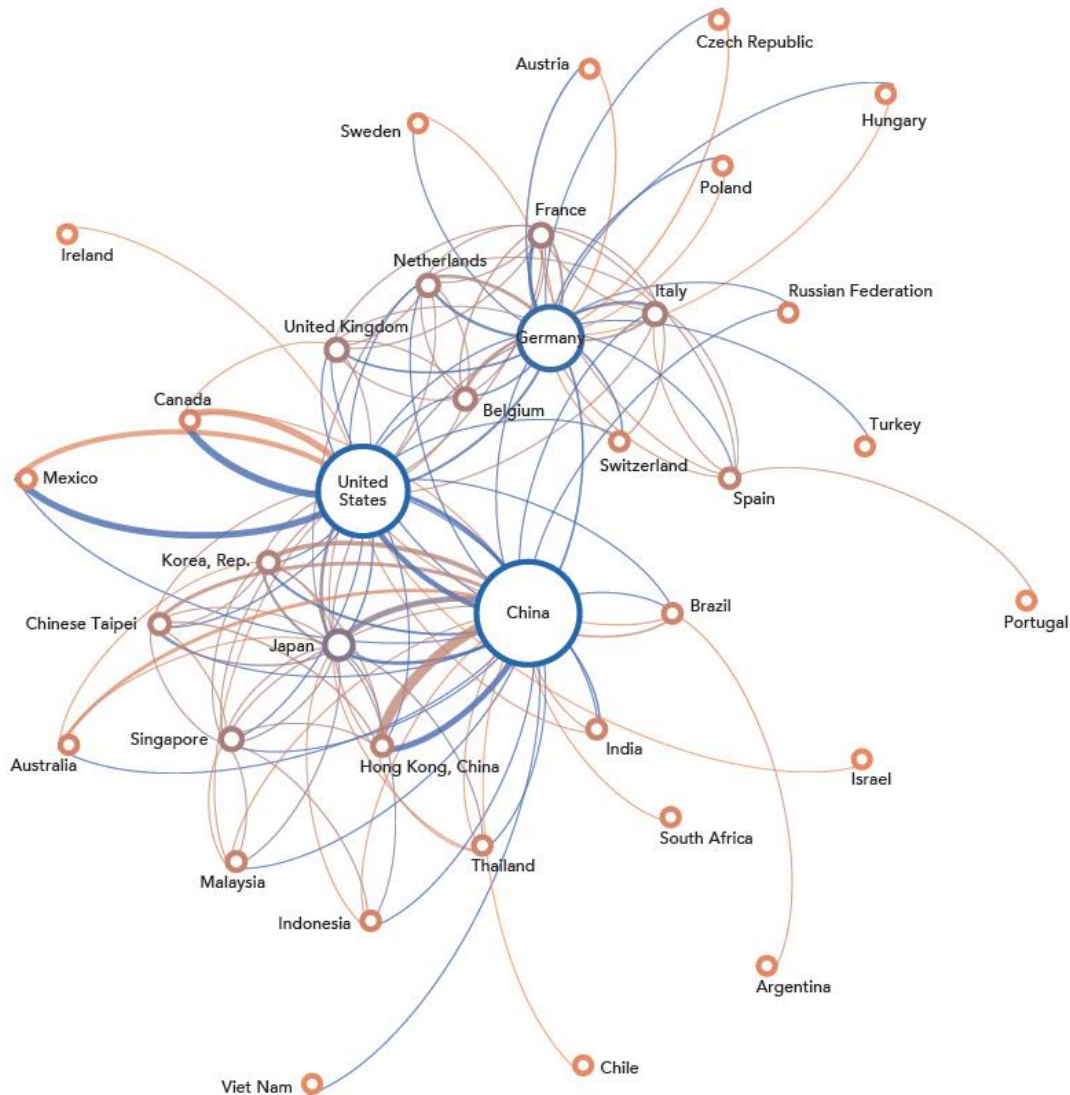 Czech Republic
Austria
Hungary
Sweden
Poland
France
Ireland
Netherlands
Italy
Russian Federation
United Kingdom
Germany
Canada
Belgium
Turkey
Switzerland
Mexico
United
States
Spain
Korea, Rep.
China
Brazil
Chinese Taipei
Portugal
Japan
Singapore
India
Australia
Hong Kong, China
Israel
South Africa
Thailand
Malaysia
Indonesia
Argentina
Chile
Viet Nam